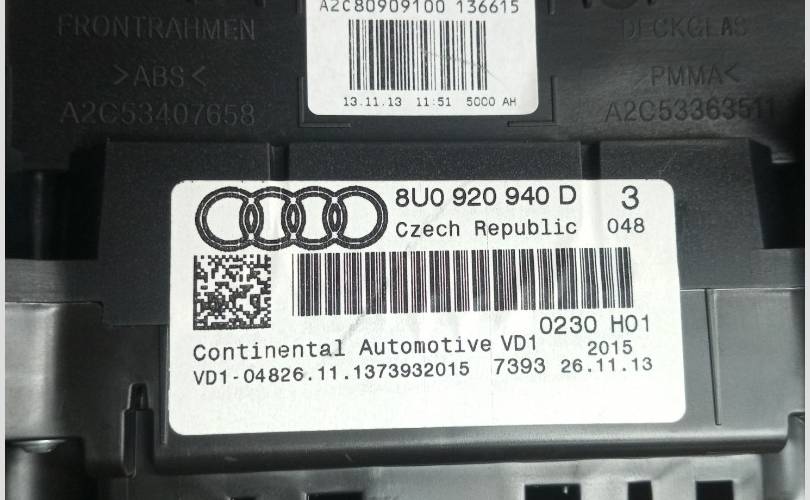 A2C80909100 136615
FRONTRAHMEN
DECKGLAS
>ABS<
>PMMA<
A2C53407658
A2C53363511
13.11.13 11:51 5000 AH
8U0 920 940 D 3
Czech Republic 048
0230 H01
Continental Automotive VD1 2015
VD1-04826.11.1373932015 7393 26.11.13